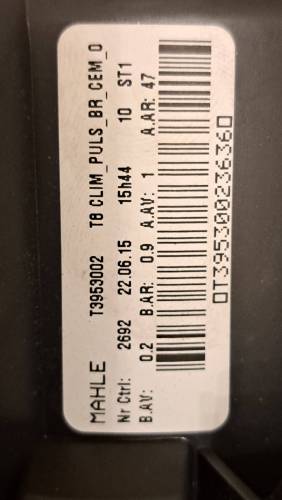 MAHLE T3953002 T8 CLIM_PULS_BR_CEM_0
Nr Ctrl: 2692 22.06.15 15h44 10 ST1
B.AV: 0.2 B.AR: 0.9 A.AV: 1 A.AR: 47
OT395300236360